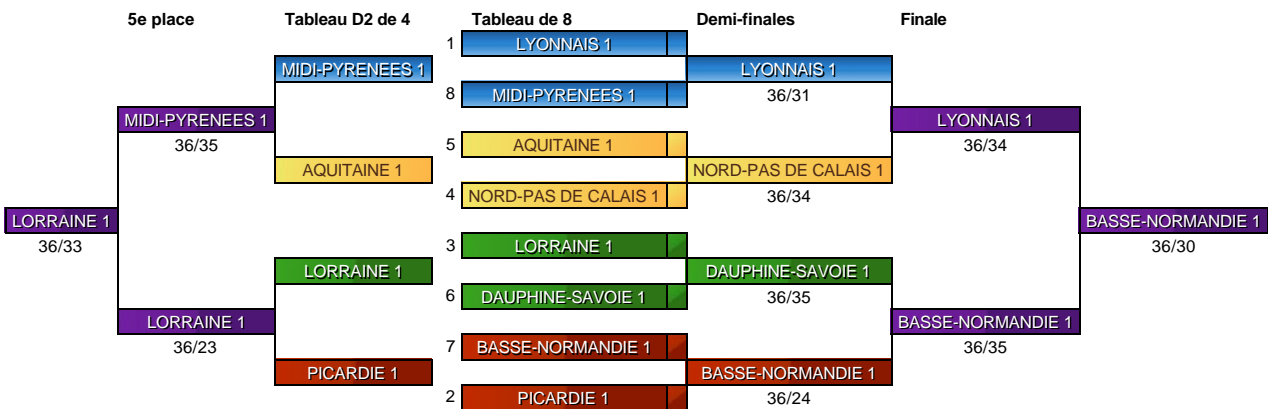 5e place Tableau D2 de 4 Tableau de 8 Demi-finales Finale
1 LYONNAIS 1
MIDI-PYRENEES 1 LYONNAIS 1
8 MIDI-PYRENEES 1 36/31
MIDI-PYRENEES 1 LYONNAIS 1
36/35 5 AQUITAINE 1 36/34
AQUITAINE 1 NORD-PAS DE CALAIS 1
4 NORD-PAS DE CALAIS 1 36/34
LORRAINE 1 BASSE-NORMANDIE 1
36/33 3 LORRAINE 1 36/30
LORRAINE 1 DAUPHINE-SAVOIE 1
6 DAUPHINE-SAVOIE 1 36/35
LORRAINE 1 BASSE-NORMANDIE 1
36/23 7 BASSE-NORMANDIE 1 36/35
PICARDIE 1 BASSE-NORMANDIE 1
2 PICARDIE 1 36/24